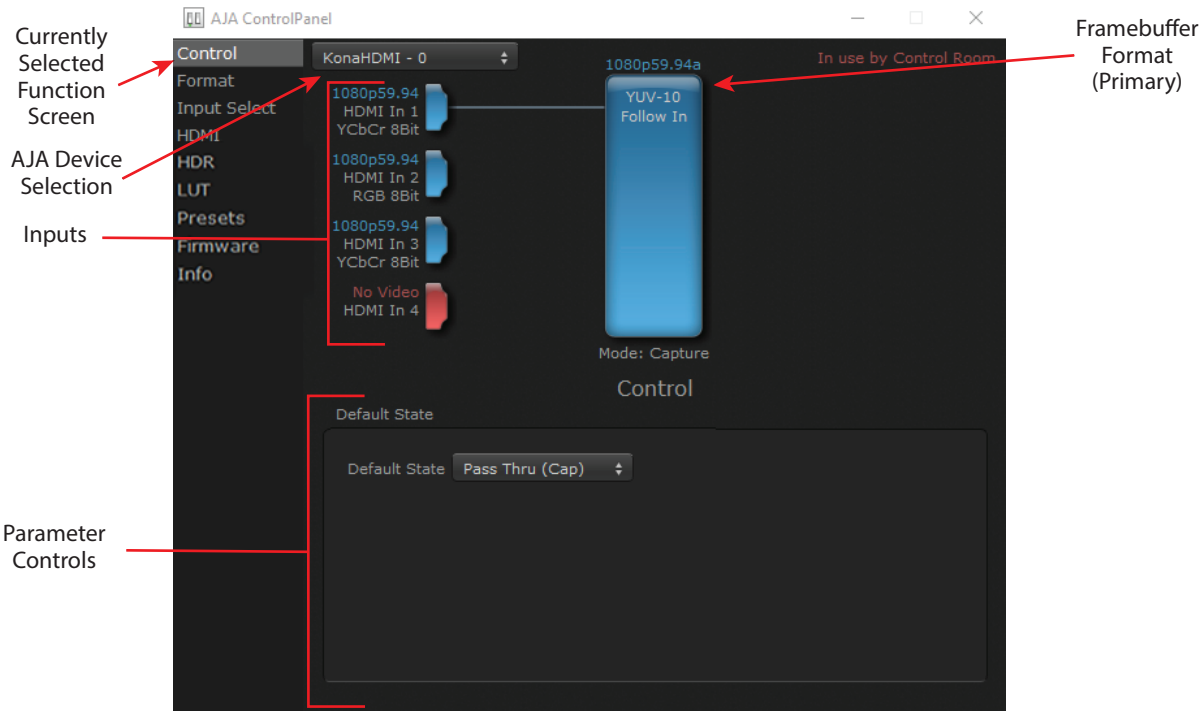 AJA ControlPanel
Currently
Selected
Function
Screen
AJA Device
Selection
Inputs
Parameter
Controls
Framebuffer
Format
(Primary)
Control
Format
Input Select
HDMI
HDR
LUT
Presets
Firmware
Info
KonaHDMI - 0
In use by Control Room
1080p59.94
HDMI In 1
YCbCr 8Bit
1080p59.94
HDMI In 2
RGB 8Bit
1080p59.94
HDMI In 3
YCbCr 8Bit
No Video
HDMI In 4
1080p59.94a
YUV-10
Follow In
Mode: Capture
Control
Default State
Default State Pass Thru (Cap)